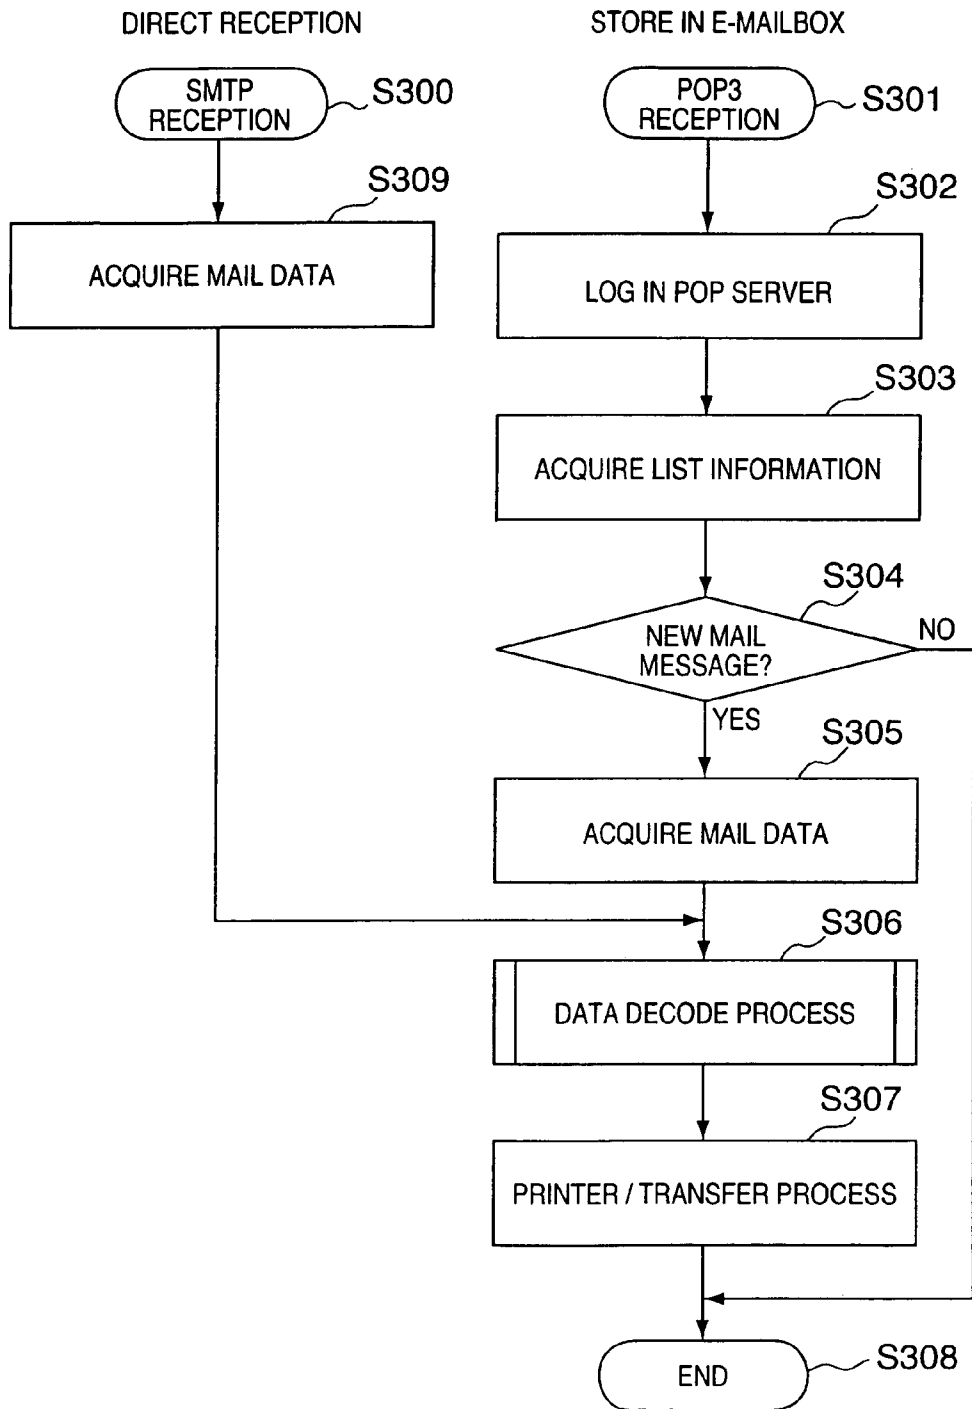 DIRECT RECEPTION
STORE IN E-MAILBOX
SMTP
RECEPTION
S300
POP3
RECEPTION
S301
S309
ACQUIRE MAIL DATA
S302
LOG IN POP SERVER
S303
ACQUIRE LIST INFORMATION
S304
NEW MAIL
MESSAGE?
NO
YES
S305
ACQUIRE MAIL DATA
S306
DATA DECODE PROCESS
S307
PRINTER / TRANSFER PROCESS
END
S308